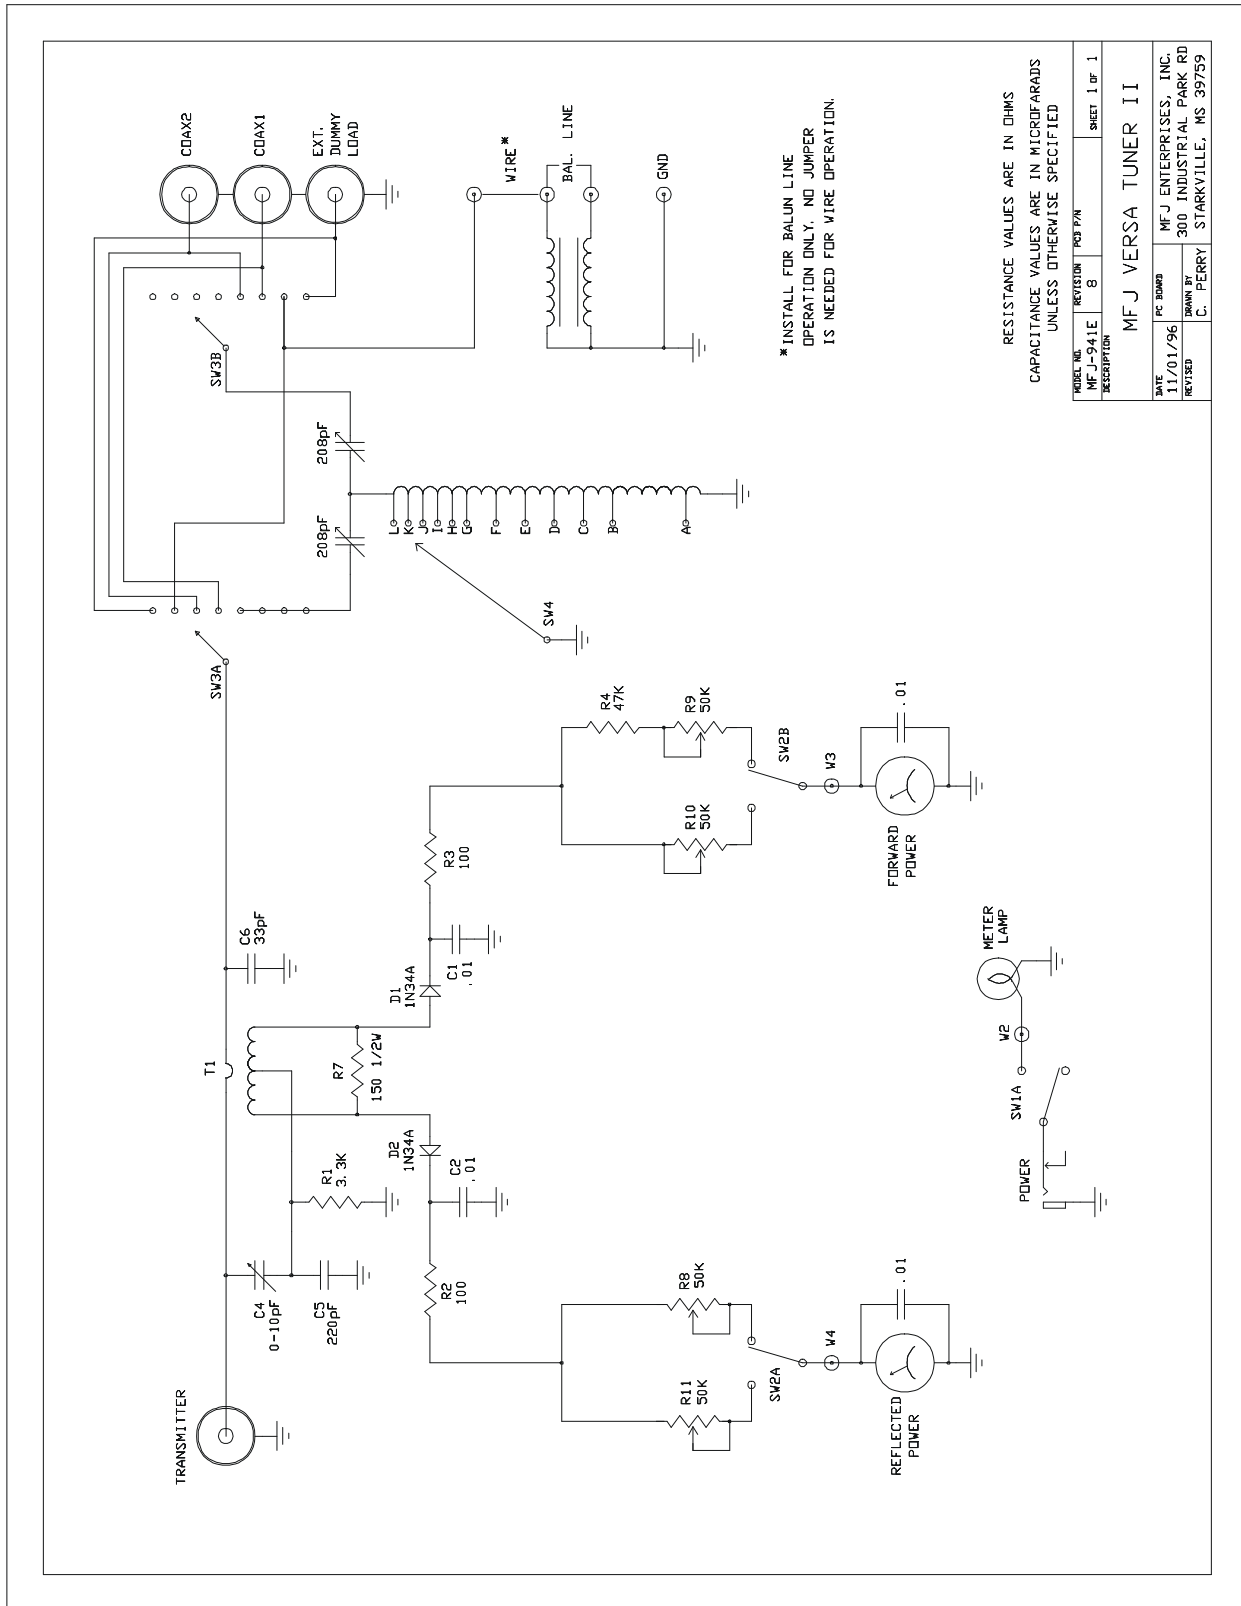 TRANSMITTER
C4
0-10pF
C5
220pF
R1
3.3K
T1
R7
150 1/2W
D2
1N34A
C2
.01
R2
100
D1
1N34A
C1
.01
R3
100
C6
33pF
SW3A
208pF
208pF
SW3B
COAX2
COAX1
EXT.
DUMMY
LOAD
WIRE*
BAL. LINE
GND
L
K
J
I
H
G
F
E
D
C
B
A
SW4
R11
50K
R8
50K
SW2A
W4
REFLECTED
POWER
.01
R10
50K
R4
47K
R9
50K
SW2B
W3
FORWARD
POWER
.01
POWER
SW1A
W2
METER
LAMP
*INSTALL FOR BALUN LINE
OPERATION ONLY. NO JUMPER
IS NEEDED FOR WIRE OPERATION.
RESISTANCE VALUES ARE IN OHMS
CAPACITANCE VALUES ARE IN MICROFARADS
UNLESS OTHERWISE SPECIFIED
MODEL NO.
MFJ-941E
REVISION
8
PCB P/N
SHEET 1 OF 1
DESCRIPTION
MFJ VERSA TUNER II
DATE
11/01/96
PC BOARD
REVISED
DRAWN BY
C. PERRY
MFJ ENTERPRISES, INC.
300 INDUSTRIAL PARK RD
STARKVILLE, MS 39759